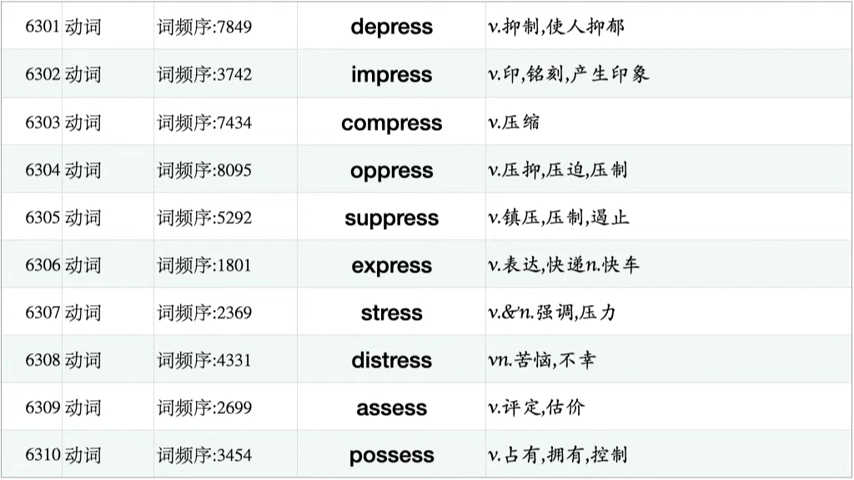 6301 动词 词频序:7849 depress v.抑制,使人抑郁
6302 动词 词频序:3742 impress v.印,铭刻,产生印象
6303 动词 词频序:7434 compress v.压缩
6304 动词 词频序:8095 oppress v.压抑,压迫,压制
6305 动词 词频序:5292 suppress v.镇压,压制,遏止
6306 动词 词频序:1801 express v.表达,快递n.快车
6307 动词 词频序:2369 stress v.&n.强调,压力
6308 动词 词频序:4331 distress vn.苦恼,不幸
6309 动词 词频序:2699 assess v.评定,估价
6310 动词 词频序:3454 possess v.占有,拥有,控制